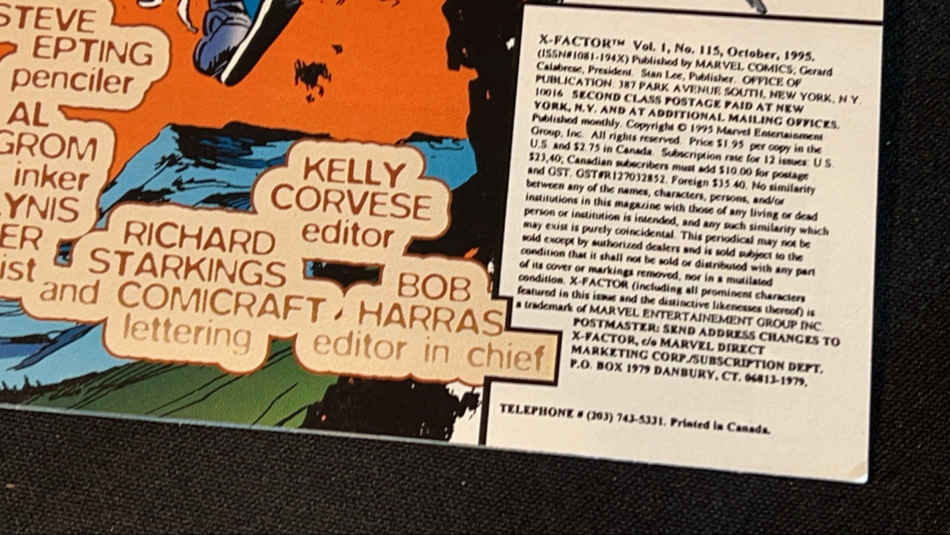 STEVE
EPTING
penciler
AL
GROM
inker
YNIS
ER
ist
RICHARD
STARKINGS
and COMICRAFT
lettering
KELLY
CORVESE
editor
BOB
HARRAS
editor in chief
X-FACTOR™ Vol. 1, No. 115, October, 1995.
(ISSN#1081-194X) Published by MARVEL COMICS, Gerard
Calabrese, President. Stan Lee, Publisher. OFFICE OF
PUBLICATION: 387 PARK AVENUE SOUTH, NEW YORK, N.Y.
10016. SECOND CLASS POSTAGE PAID AT NEW
YORK, N.Y. AND AT ADDITIONAL MAILING OFFICES.
Published monthly. Copyright © 1995 Marvel Entertainment
Group, Inc. All rights reserved. Price $1.95 per copy in the
U.S. and $2.75 in Canada. Subscription rate for 12 issues: U.S.
$23.40; Canadian subscribers must add $10.00 for postage
and GST. GST#R127032852. Foreign $35.40. No similarity
between any of the names, characters, persons, and/or
institutions in this magazine with those of any living or dead
person or institution is intended, and any such similarity which
may exist is purely coincidental. This periodical may not be
sold except by authorized dealers and is sold subject to the
condition that it shall not be sold or distributed with any part
of its cover or markings removed, nor in a mutilated
condition. X-FACTOR (including all prominent characters
featured in this issue and the distinctive likenesses thereof) is
a trademark of MARVEL ENTERTAINEMENT GROUP INC.
POSTMASTER: SEND ADDRESS CHANGES TO
X-FACTOR, c/o MARVEL DIRECT
MARKETING CORP./SUBSCRIPTION DEPT.
P.O. BOX 1979 DANBURY, CT. 06813-1979.
TELEPHONE # (203) 743-5331. Printed in Canada.